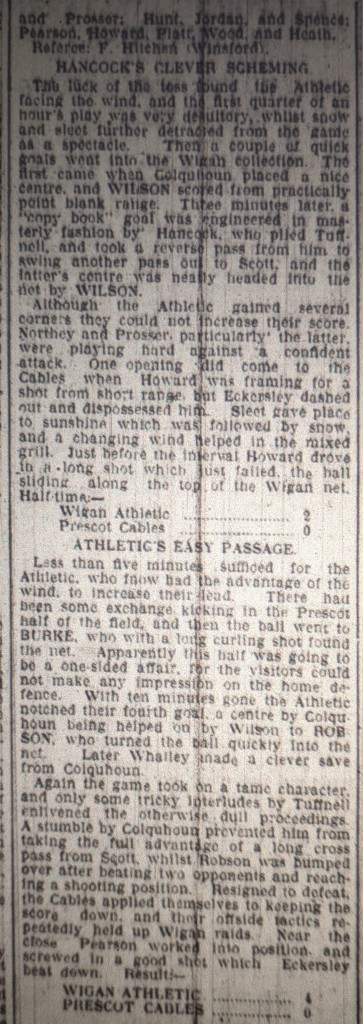 and Prosser; Hunt, Jordan, and Spence;
Pearson, Howard, Platt, Wood, and Heath.
Referee: F. Hitchen (Winsford).
HANCOCK'S CLEVER SCHEMING
The luck of the toss found the Athletic
facing the wind, and the first quarter of an
hour's play was very desultory, whilst snow
and sleet further detracted from the game
as a spectacle. Then a couple of quick
goals went into the Wigan collection. The
first came when Colquhoun placed a nice
centre, and WILSON scored from practically
point blank range. Three minutes later, a
"copy book" goal was engineered in mas-
terly fashion by Hancock, who plied Tuff-
nell, and took a reverse pass from him to
swing another pass out to Scott, and the
latter's centre was neatly headed into the
net by WILSON.
Although the Athletic gained several
corners they could not increase their score.
Northey and Prosser, particularly the latter,
were playing hard against a confident
attack. One opening did come to the
Cables when Howard was framing for a
shot from short range, but Eckersley dashed
out and dispossessed him. Sleet gave place
to sunshine which was followed by snow,
and a changing wind helped in the mixed
grill. Just before the interval Howard drove
in a long shot which just failed, the ball
sliding along the top of the Wigan net.
Half-time:—
Wigan Athletic ............ 2
Prescot Cables ............ 0
ATHLETIC'S EASY PASSAGE.
Less than five minutes sufficed for the
Athletic, who now had the advantage of the
wind, to increase their lead. There had
been some exchange kicking in the Prescot
half of the field, and then the ball went to
BURKE, who with a long curling shot found
the net. Apparently this half was going to
be a one-sided affair, for the visitors could
not make any impression on the home de-
fence. With ten minutes gone the Athletic
notched their fourth goal, a centre by Colqu-
houn being helped on by Wilson to ROB-
SON, who turned the ball quickly into the
net. Later Whalley made a clever save
from Colquhoun.
Again the game took on a tame character,
and only some tricky interludes by Tuffnell
enlivened the otherwise dull proceedings.
A stumble by Colquhoun prevented him from
taking the full advantage of a long cross
pass from Scott, whilst Robson was bumped
over after beating two opponents and reach-
ing a shooting position. Resigned to defeat,
the Cables applied themselves to keeping the
score down, and their offside tactics re-
peatedly held up Wigan raids. Near the
close Pearson worked into position, and
screwed in a good shot which Eckersley
beat down. Result:—
WIGAN ATHLETIC ............ 4
PRESCOT CABLES ............ 0